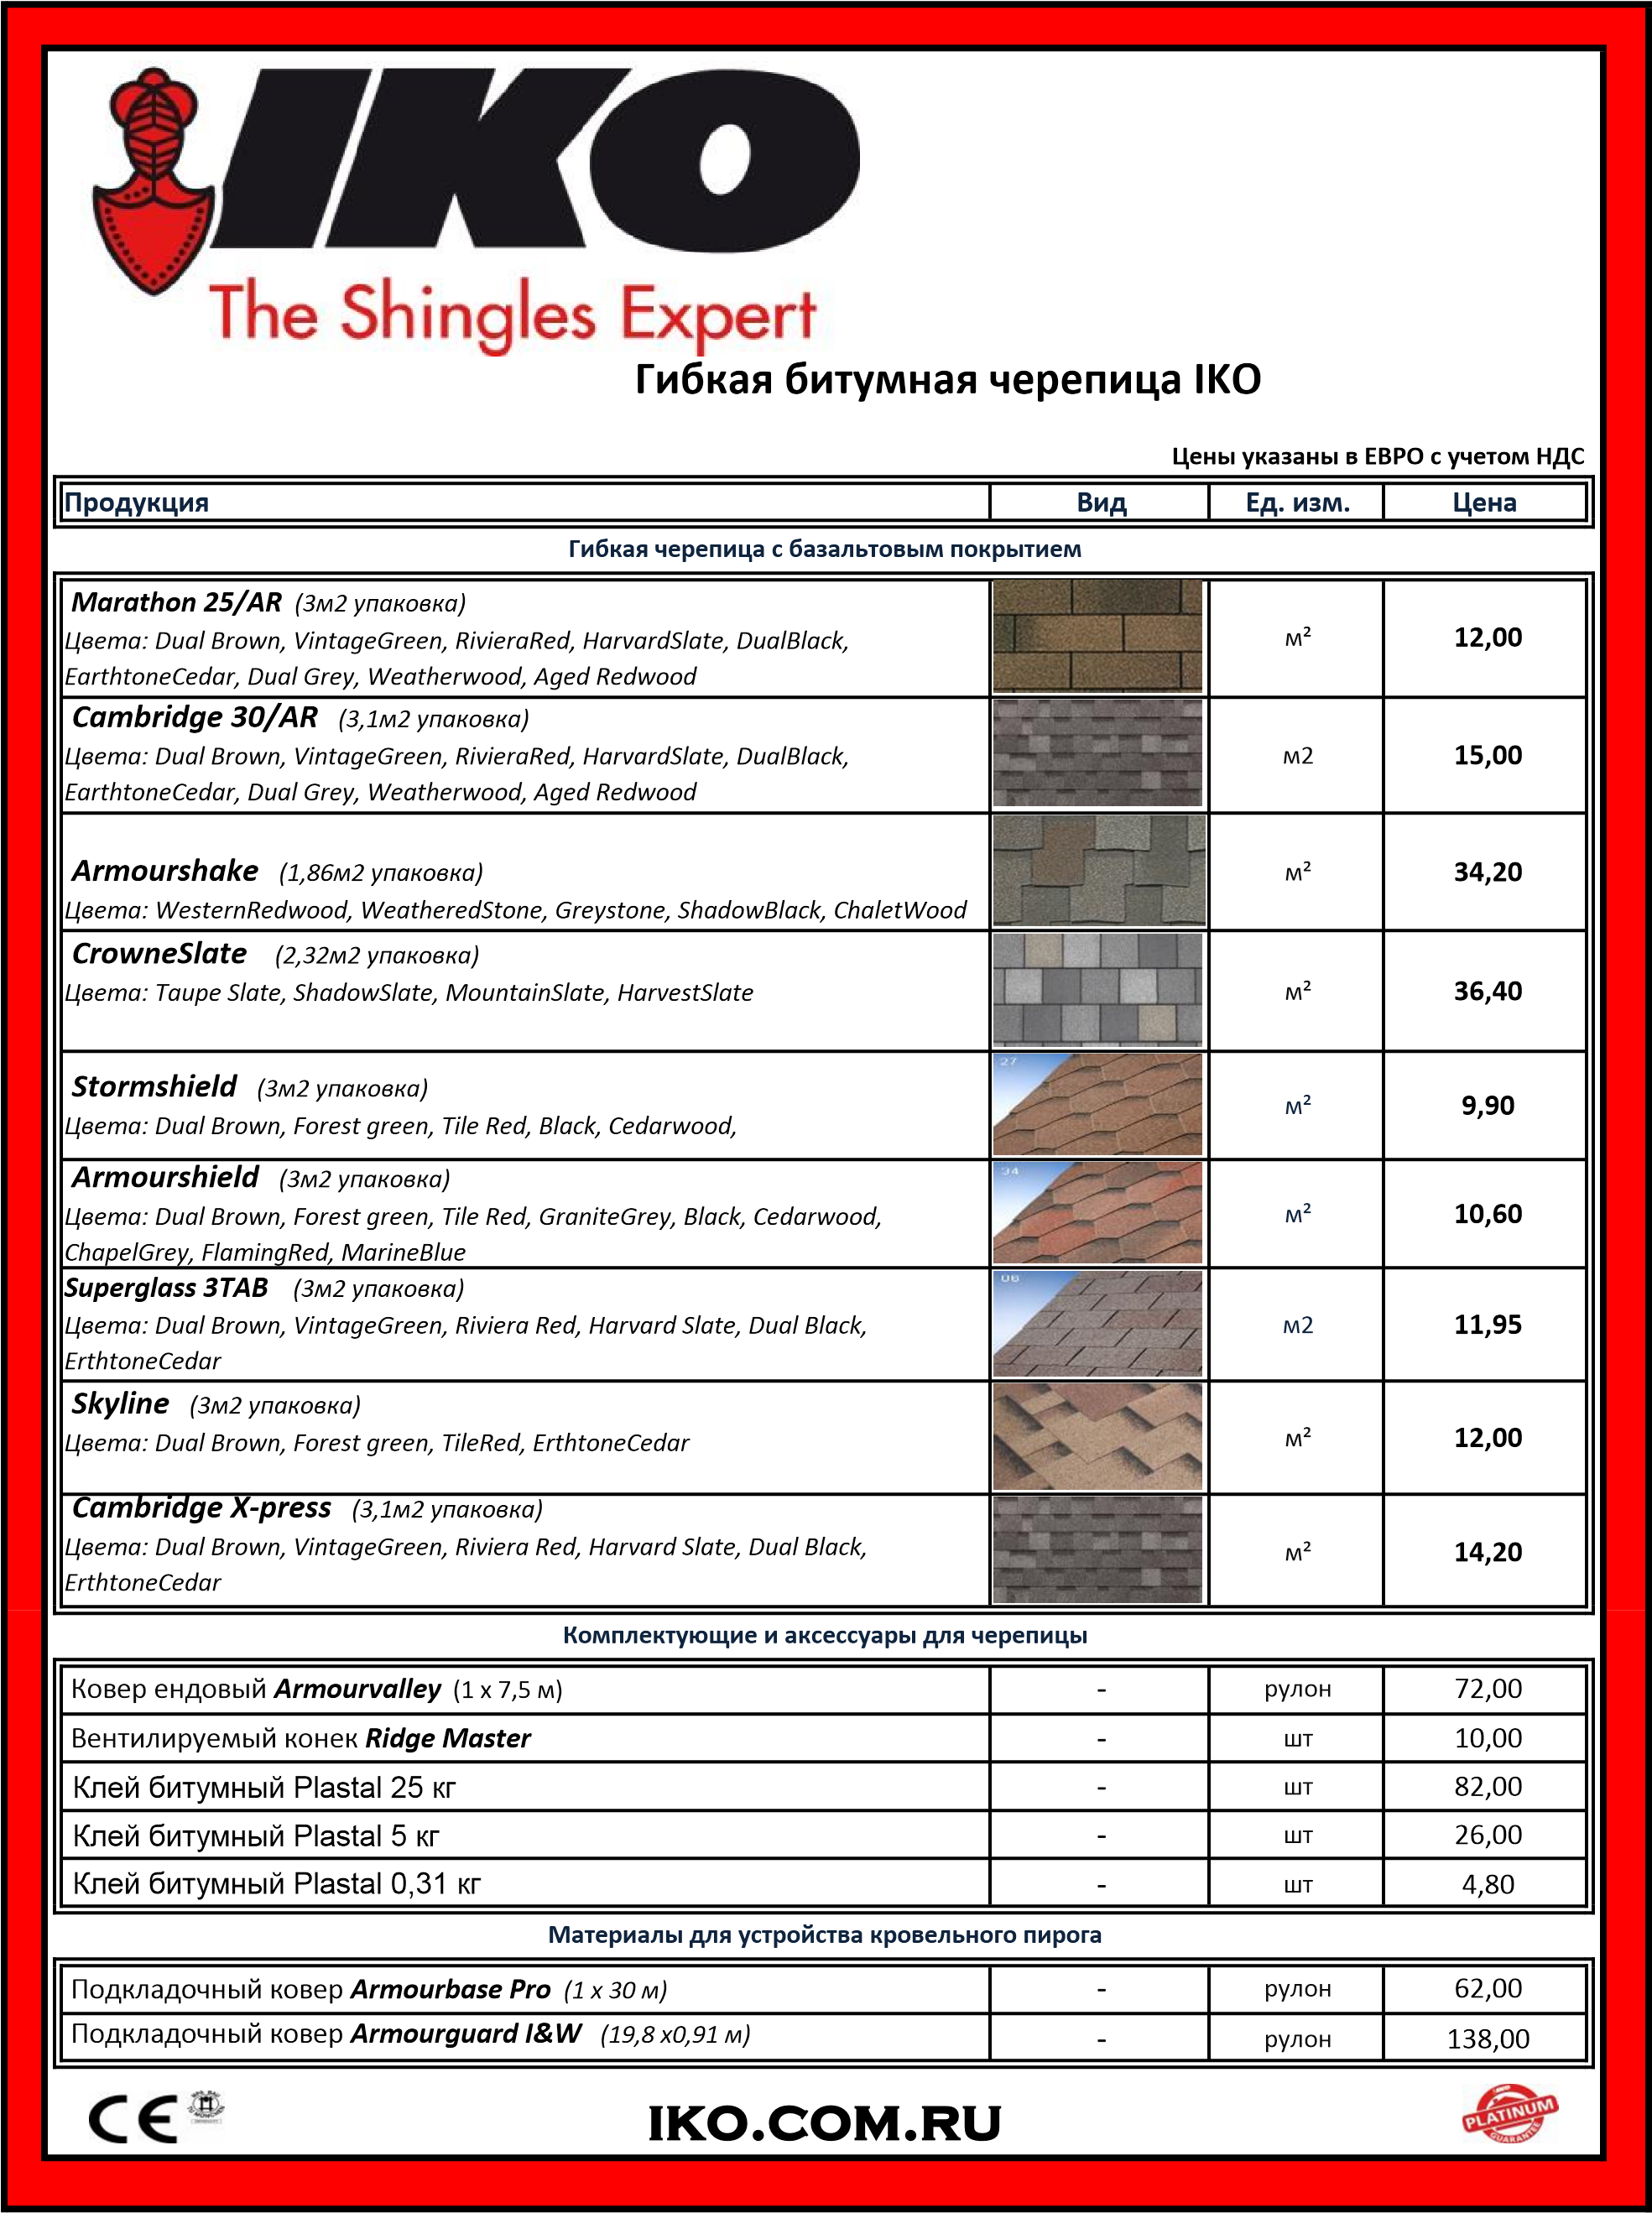 IKO
The Shingles Expert
Гибкая битумная черепица IKO
Цены указаны в ЕВРО с учетом НДС
Продукция Вид Ед. изм. Цена
Гибкая черепица с базальтовым покрытием
Marathon 25/AR (3м2 упаковка)
Цвета: Dual Brown, VintageGreen, RivieraRed, HarvardSlate, DualBlack,
EarthtoneCedar, Dual Grey, Weatherwood, Aged Redwood
м² 12,00
Cambridge 30/AR (3,1м2 упаковка)
Цвета: Dual Brown, VintageGreen, RivieraRed, HarvardSlate, DualBlack,
EarthtoneCedar, Dual Grey, Weatherwood, Aged Redwood
м2 15,00
Armourshake (1,86м2 упаковка)
Цвета: WesternRedwood, WeatheredStone, Greystone, ShadowBlack, ChaletWood
м² 34,20
CrowneSlate (2,32м2 упаковка)
Цвета: Taupe Slate, ShadowSlate, MountainSlate, HarvestSlate
м² 36,40
Stormshield (3м2 упаковка)
Цвета: Dual Brown, Forest green, Tile Red, Black, Cedarwood,
27
м² 9,90
Armourshield (3м2 упаковка)
Цвета: Dual Brown, Forest green, Tile Red, GraniteGrey, Black, Cedarwood,
ChapelGrey, FlamingRed, MarineBlue
34
м² 10,60
Superglass 3TAB (3м2 упаковка)
Цвета: Dual Brown, VintageGreen, Riviera Red, Harvard Slate, Dual Black,
ErthtoneCedar
06
м2 11,95
Skyline (3м2 упаковка)
Цвета: Dual Brown, Forest green, TileRed, ErthtoneCedar
м² 12,00
Cambridge X-press (3,1м2 упаковка)
Цвета: Dual Brown, VintageGreen, Riviera Red, Harvard Slate, Dual Black,
ErthtoneCedar
м² 14,20
Комплектующие и аксессуары для черепицы
Ковер ендовый Armourvalley (1 x 7,5 м) - рулон 72,00
Вентилируемый конек Ridge Master - шт 10,00
Клей битумный Plastal 25 кг - шт 82,00
Клей битумный Plastal 5 кг - шт 26,00
Клей битумный Plastal 0,31 кг - шт 4,80
Материалы для устройства кровельного пирога
Подкладочный ковер Armourbase Pro (1 x 30 м) - рулон 62,00
Подкладочный ковер Armourguard I&W (19,8 x0,91 м) - рулон 138,00
CE
IKO.COM.RU
PLATINUM
GUARANTEE